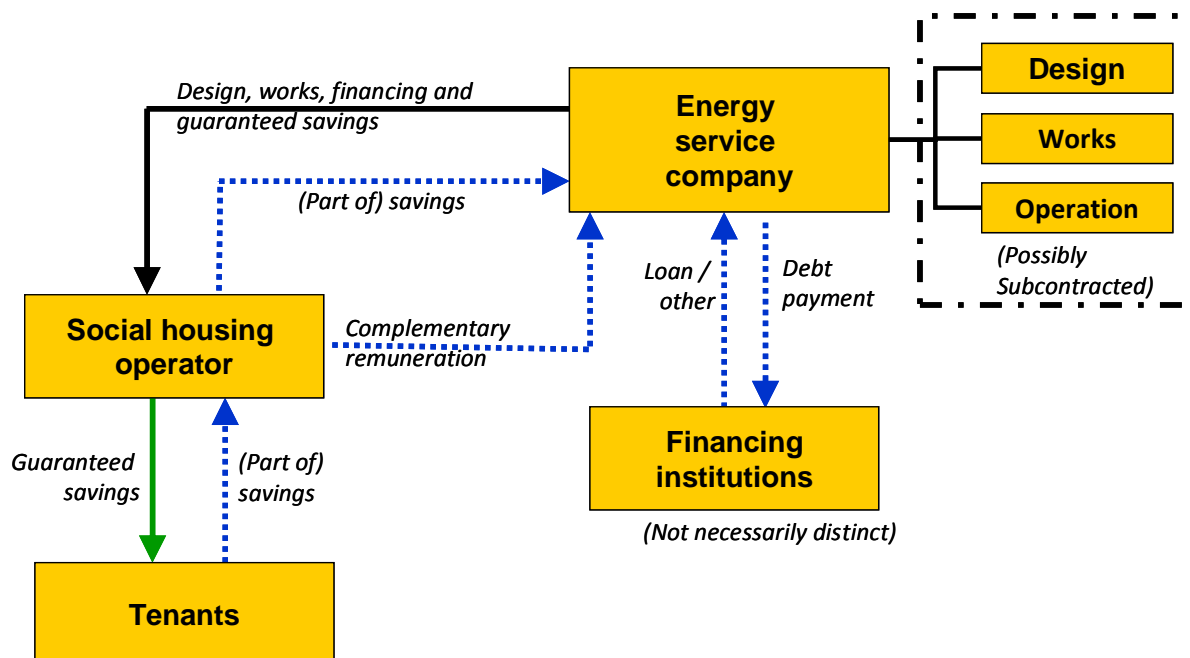 Design, works, financing and
guaranteed savings
Energy
service
company
Design
Works
Operation
(Possibly
Subcontracted)
(Part of) savings
Loan /
other
Debt
payment
Social housing
operator
Complementary
remuneration
Financing
institutions
(Not necessarily distinct)
Guaranteed
savings
(Part of)
savings
Tenants